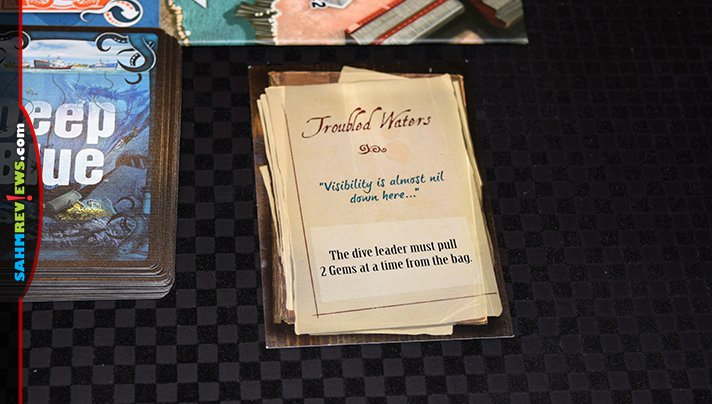 Deep
Blue
Troubled Waters
"Visibility is almost nil
down here..."
The dive leader must pull
2 Gems at a time from the bag.
SAHMREVIEWS.com
2